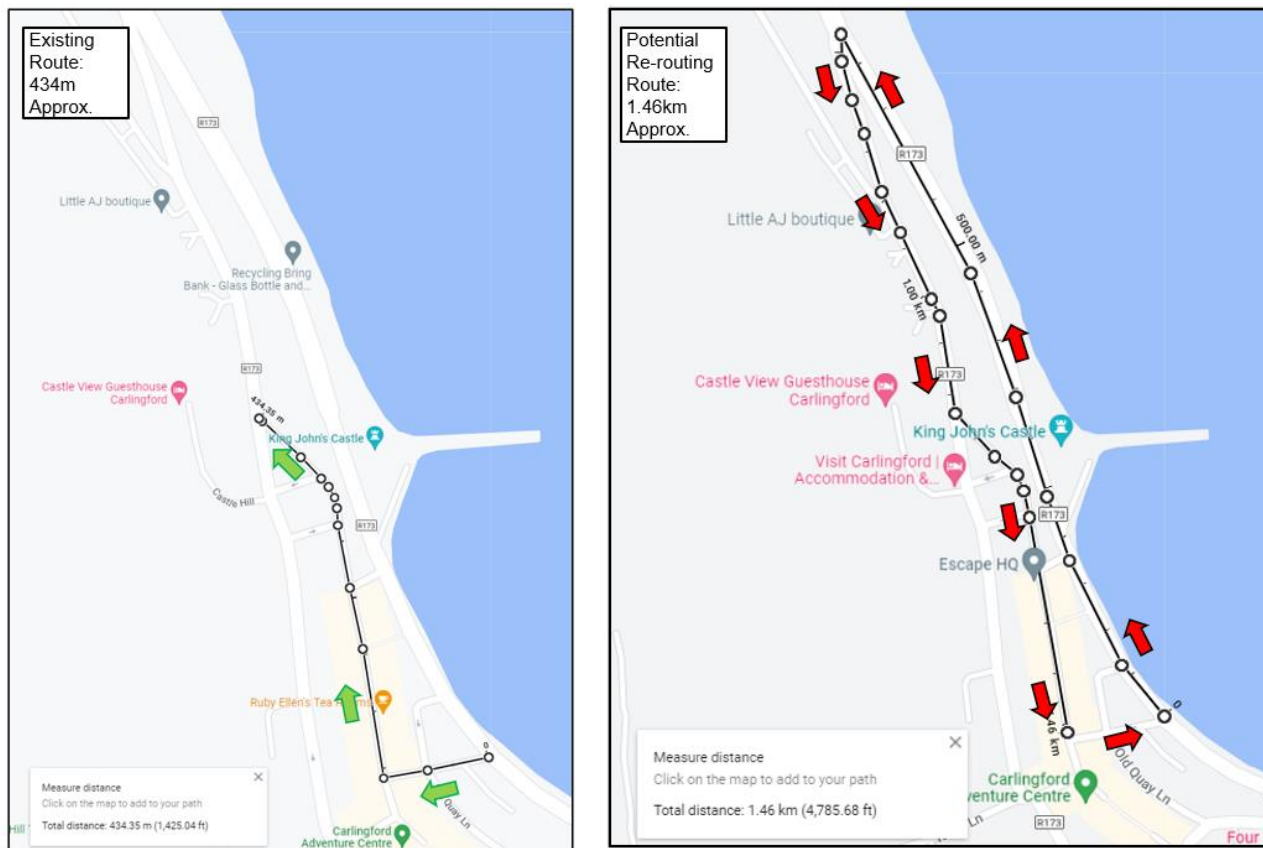 Existing
Route:
434m
Approx.
R173
Little AJ boutique
Recycling Bring
Bank - Glass Bottle and...
R173
Castle View Guesthouse
Carlingford
434.35 m
King John's Castle
Castle Hill
R173
Ruby Ellen's Tea
0
Quay Ln
Measure distance
Click on the map to add to your path
Total distance: 434.35 m (1,425.04 ft)
Hill
Carlingford
Adventure Centre
Potential
Re-routing
Route:
1.46km
Approx.
R173
Little AJ boutique
500.00 m
1.00 km
R173
Castle View Guesthouse
Carlingford
King John's Castle
Visit Carlingford |
Accommodation &...
R173
Escape HQ
0
46 km
Old Quay Ln
Measure distance
Click on the map to add to your path
Total distance: 1.46 km (4,785.68 ft)
Carlingford
venture Centre
Ln
R173
Four